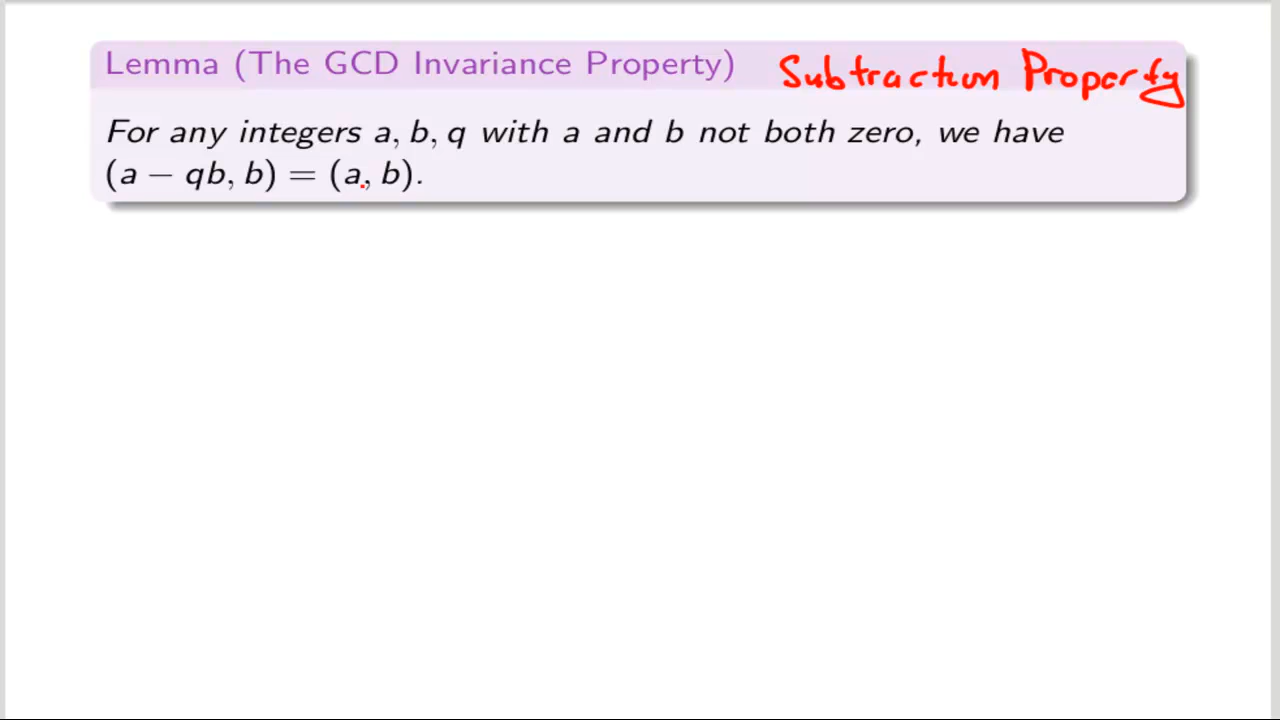 Lemma (The GCD Invariance Property) Subtraction Property
For any integers a, b, q with a and b not both zero, we have
(a − qb, b) = (a, b).